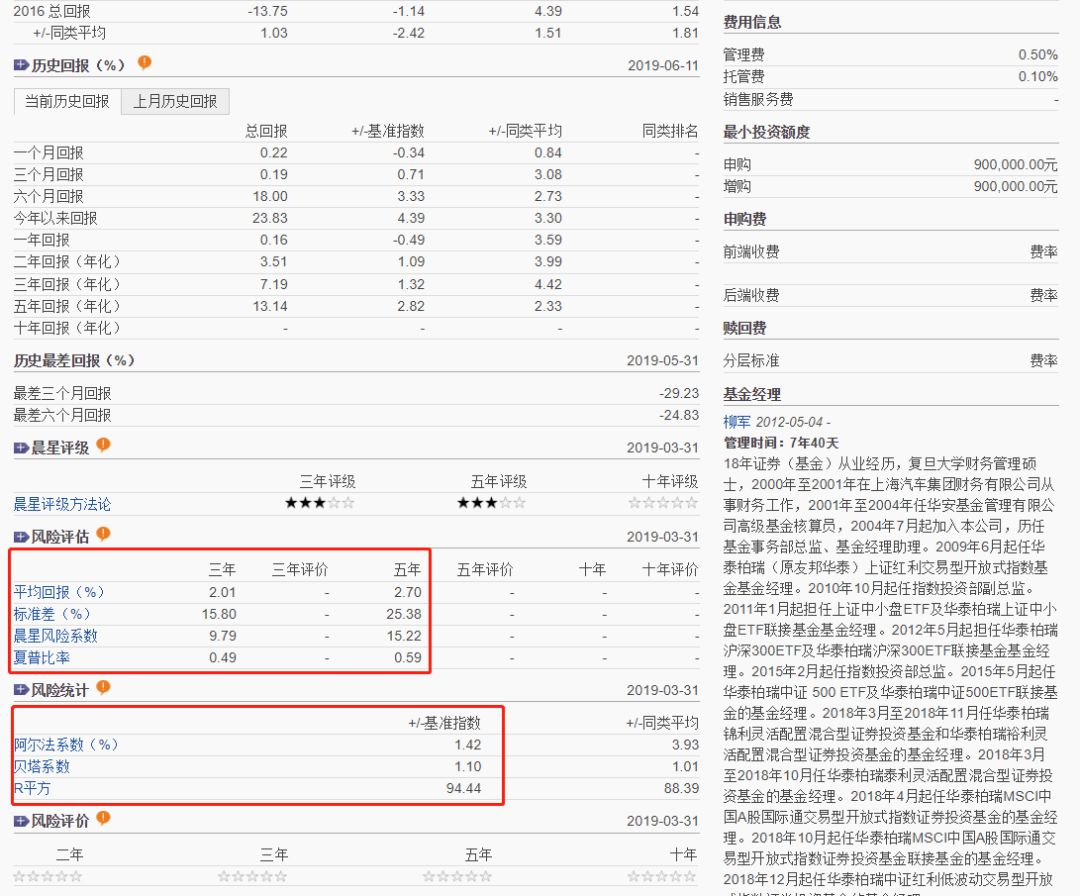 2016 总回报 -13.75 -1.14 4.39 1.54
+/-同类平均 1.03 -2.42 1.51 1.81
历史回报（%） 2019-06-11
当前历史回报 上月历史回报
总回报 +/-基准指数 +/-同类平均 同类排名
一个月回报 0.22 -0.34 0.84 -
三个月回报 0.19 0.71 3.08 -
六个月回报 18.00 3.33 2.73 -
今年以来回报 23.83 4.39 3.30 -
一年回报 0.16 -0.49 3.59 -
二年回报（年化） 3.51 1.09 3.99 -
三年回报（年化） 7.19 1.32 4.42 -
五年回报（年化） 13.14 2.82 2.33 -
十年回报（年化） - - - -
历史最差回报（%） 2019-05-31
最差三个月回报 -29.23
最差六个月回报 -24.83
晨星评级 2019-03-31
三年评级 五年评级 十年评级
晨星评级方法论 ★★★☆☆ ★★★☆☆ ☆☆☆☆☆
风险评估 2019-03-31
三年 三年评价 五年 五年评价 十年 十年评价
平均回报（%） 2.01 - 2.70 - - -
标准差（%） 15.80 - 25.38 - - -
晨星风险系数 9.79 - 15.22 - - -
夏普比率 0.49 - 0.59 - - -
风险统计 2019-03-31
+/-基准指数 +/-同类平均
阿尔法系数（%） 1.42 3.93
贝塔系数 1.10 1.01
R平方 94.44 88.39
风险评价 2019-03-31
二年 三年 五年 十年
☆☆☆☆☆ ☆☆☆☆☆ ☆☆☆☆☆ ☆☆☆☆☆
费用信息
管理费 0.50%
托管费 0.10%
销售服务费 -
最小投资额度
申购 900,000.00元
增购 900,000.00元
申购费
前端收费 费率
后端收费 费率
赎回费
分层标准 费率
基金经理
柳军 2012-05-04 -
管理时间：7年40天
18年证券（基金）从业经历，复旦大学财务管理硕
士，2000年至2001年在上海汽车集团财务有限公司从
事财务工作，2001年至2004年任华安基金管理有限公
司高级基金核算员，2004年7月起加入本公司，历任
基金事务部总监、基金经理助理。2009年6月起任华
泰柏瑞（原友邦华泰）上证红利交易型开放式指数基
金基金经理。2010年10月起任指数投资部副总监。
2011年1月起担任上证中小盘ETF及华泰柏瑞上证中小
盘ETF联接基金基金经理。2012年5月起担任华泰柏瑞
沪深300ETF及华泰柏瑞沪深300ETF联接基金基金经
理。2015年2月起任指数投资部总监。2015年5月起任
华泰柏瑞中证 500 ETF及华泰柏瑞中证500ETF联接基
金的基金经理。2018年3月至2018年11月任华泰柏瑞
锦利灵活配置混合型证券投资基金和华泰柏瑞裕利灵
活配置混合型证券投资基金的基金经理。2018年3月
至2018年10月任华泰柏瑞泰利灵活配置混合型证券投
资基金的基金经理。2018年4月起任华泰柏瑞MSCI中
国A股国际通交易型开放式指数证券投资基金的基金经
理。2018年10月起任华泰柏瑞MSCI中国A股国际通交
易型开放式指数证券投资基金联接基金的基金经理。
2018年12月起任华泰柏瑞中证红利低波动交易型开放